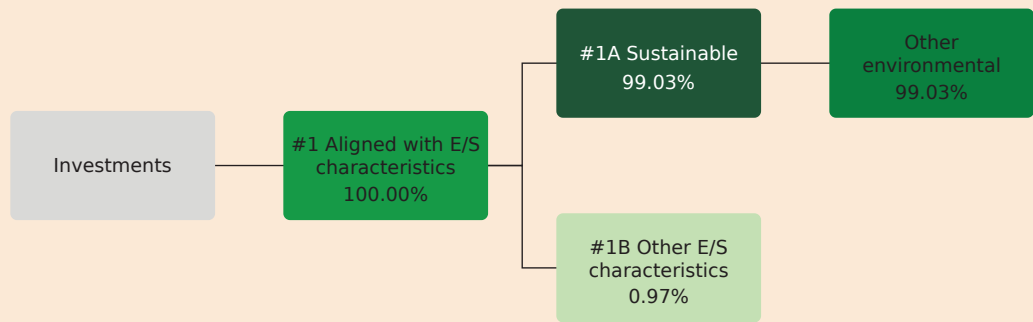 Investments
#1 Aligned with E/S
characteristics
100.00%
#1A Sustainable
99.03%
Other
environmental
99.03%
#1B Other E/S
characteristics
0.97%